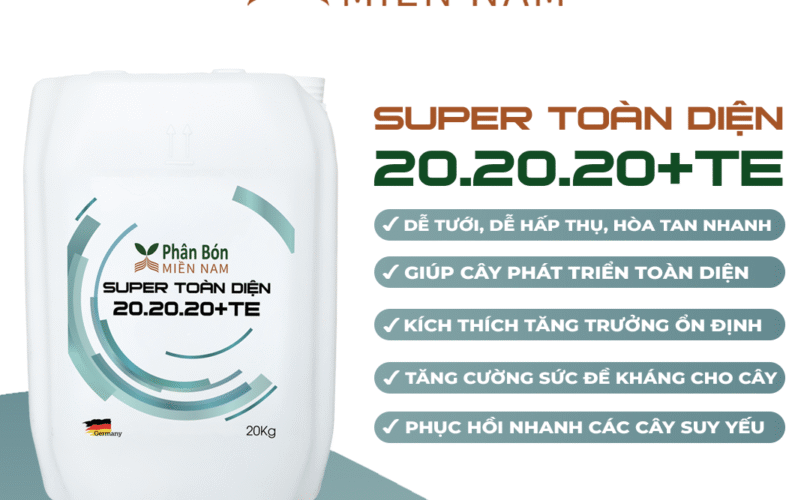 MIỀN NAM
SUPER TOÀN DIỆN
20.20.20+TE
✓ DỄ TƯỚI, DỄ HẤP THỤ, HÒA TAN NHANH
✓ GIÚP CÂY PHÁT TRIỂN TOÀN DIỆN
✓ KÍCH THÍCH TĂNG TRƯỞNG ỔN ĐỊNH
✓ TĂNG CƯỜNG SỨC ĐỀ KHÁNG CHO CÂY
✓ PHỤC HỒI NHANH CÁC CÂY SUY YẾU
Phân Bón
MIỀN NAM
SUPER TOÀN DIỆN
20.20.20+TE
Germany
20Kg